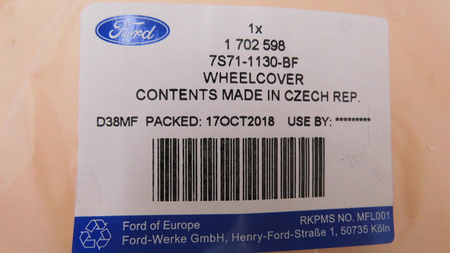 Ford
1x
1 702 598
7S71-1130-BF
WHEELCOVER
CONTENTS MADE IN CZECH REP.
D38MF PACKED: 17OCT2018 USE BY: *********
Ford of Europe
RKPMS NO. MFL001
Ford-Werke GmbH, Henry-Ford-Straße 1, 50735 Köln